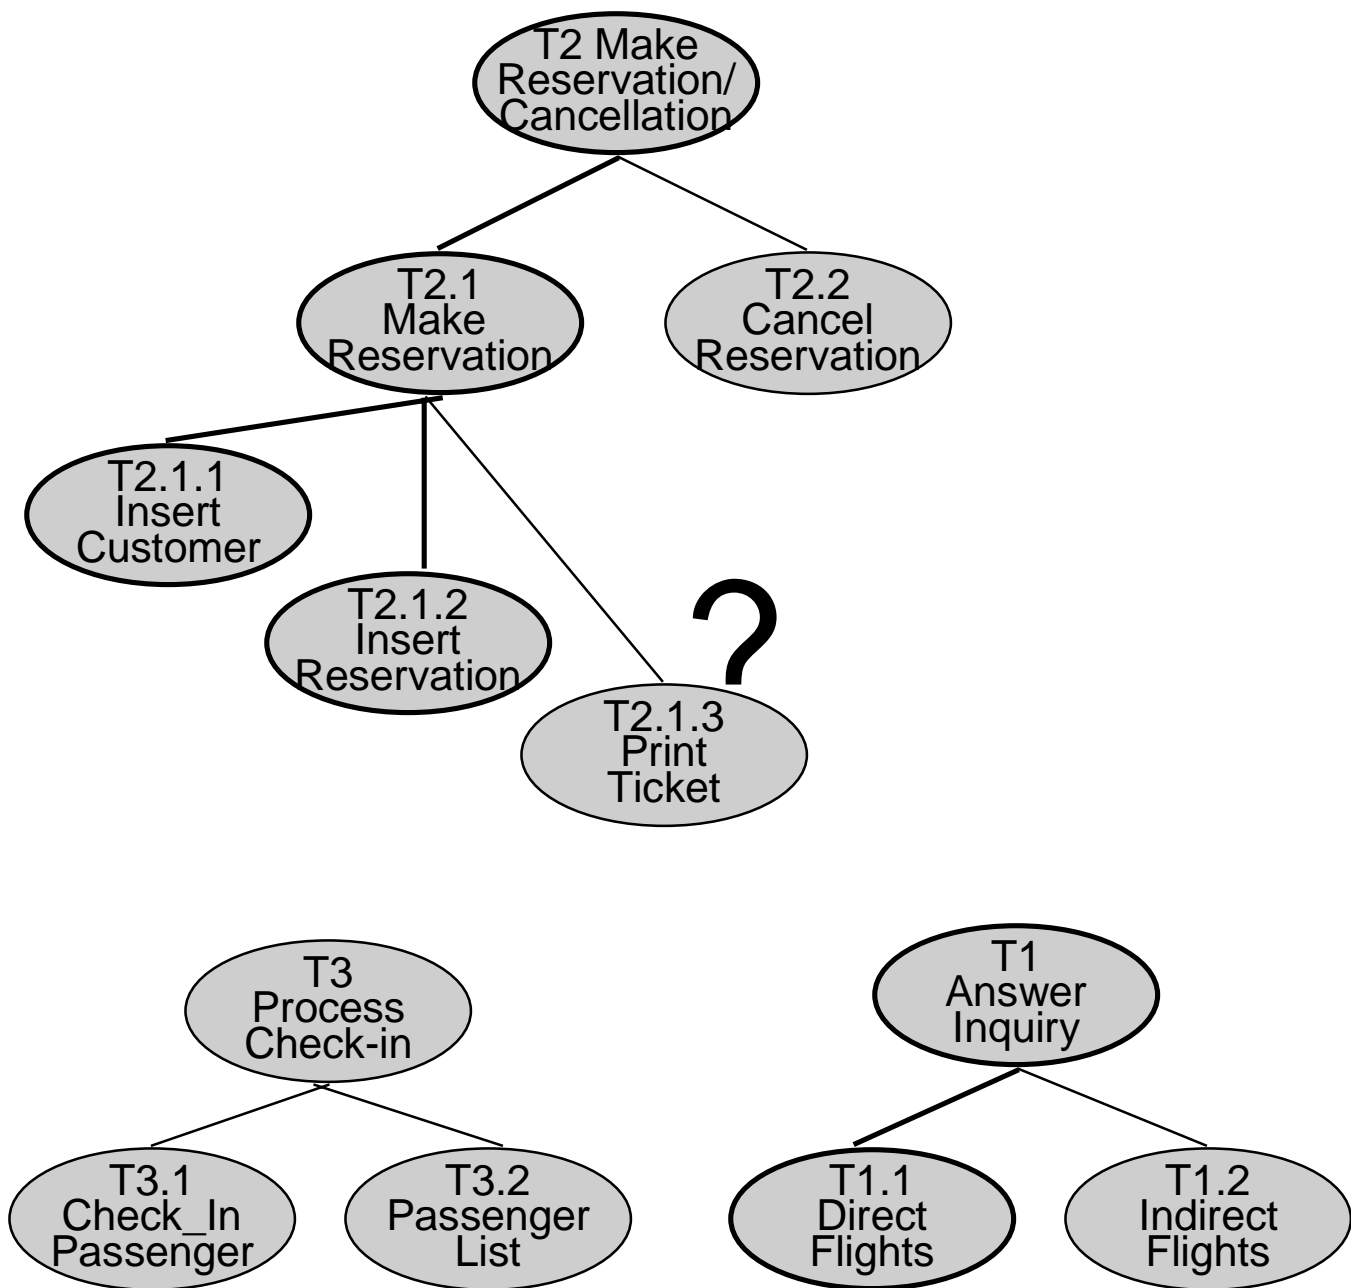 T2 Make
Reservation/
Cancellation
T2.1
Make
Reservation
T2.2
Cancel
Reservation
T2.1.1
Insert
Customer
T2.1.2
Insert
Reservation
?
T2.1.3
Print
Ticket
T3
Process
Check-in
T1
Answer
Inquiry
T3.1
Check_In
Passenger
T3.2
Passenger
List
T1.1
Direct
Flights
T1.2
Indirect
Flights